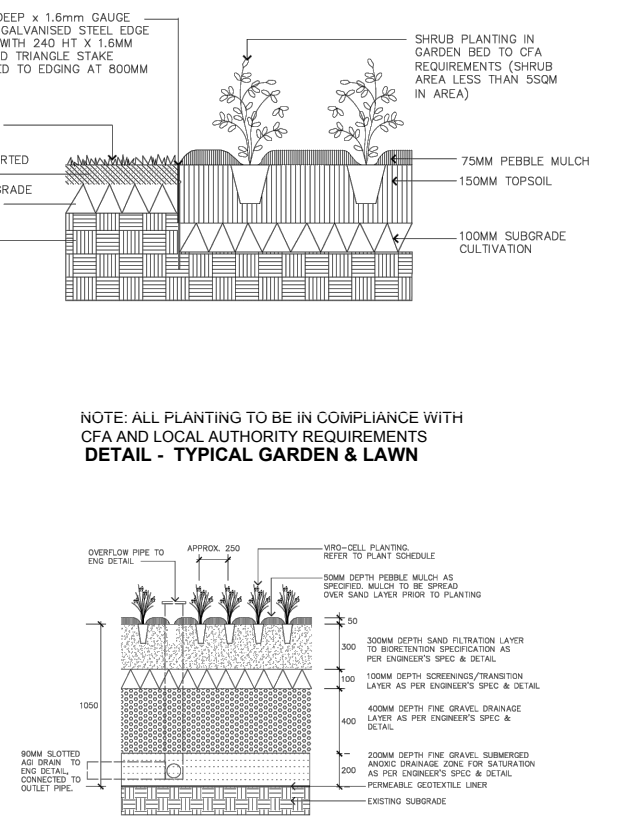 DEEP x 1.6mm GAUGE
GALVANISED STEEL EDGE
WITH 240 HT X 1.6MM
D TRIANGLE STAKE
ED TO EDGING AT 800MM
RTED
GRADE
SHRUB PLANTING IN
GARDEN BED TO CFA
REQUIREMENTS (SHRUB
AREA LESS THAN 5SQM
IN AREA)
75MM PEBBLE MULCH
150MM TOPSOIL
100MM SUBGRADE
CULTIVATION
NOTE: ALL PLANTING TO BE IN COMPLIANCE WITH
CFA AND LOCAL AUTHORITY REQUIREMENTS
DETAIL - TYPICAL GARDEN & LAWN
OVERFLOW PIPE TO
ENG DETAIL
APPROX. 250
VIRO-CELL PLANTING.
REFER TO PLANT SCHEDULE
50MM DEPTH PEBBLE MULCH AS
SPECIFIED. MULCH TO BE SPREAD
OVER SAND LAYER PRIOR TO PLANTING
50
300
300MM DEPTH SAND FILTRATION LAYER
TO BIORETENTION SPECIFICATION AS
PER ENGINEER'S SPEC & DETAIL
100
100MM DEPTH SCREENINGS/TRANSITION
LAYER AS PER ENGINEER'S SPEC & DETAIL
1050
400
400MM DEPTH FINE GRAVEL DRAINAGE
LAYER AS PER ENGINEER'S SPEC &
DETAIL
90MM SLOTTED
AGI DRAIN TO
ENG DETAIL,
CONNECTED TO
OUTLET PIPE.
200
200MM DEPTH FINE GRAVEL SUBMERGED
ANOXIC DRAINAGE ZONE FOR SATURATION
AS PER ENGINEER'S SPEC & DETAIL
PERMEABLE GEOTEXTILE LINER
EXISTING SUBGRADE